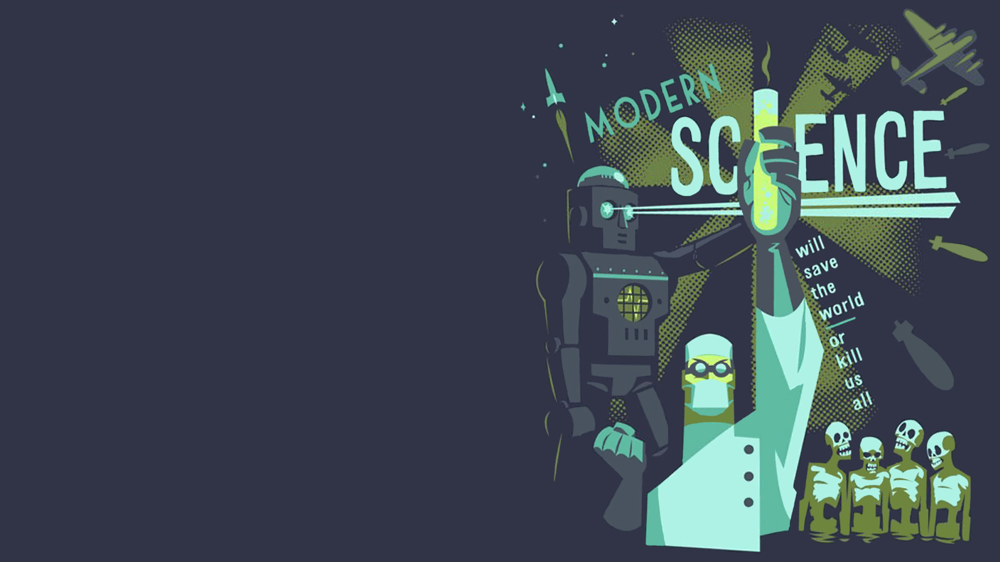 MODERN
SCIENCE
will
save
the
world
or
kill
us
all